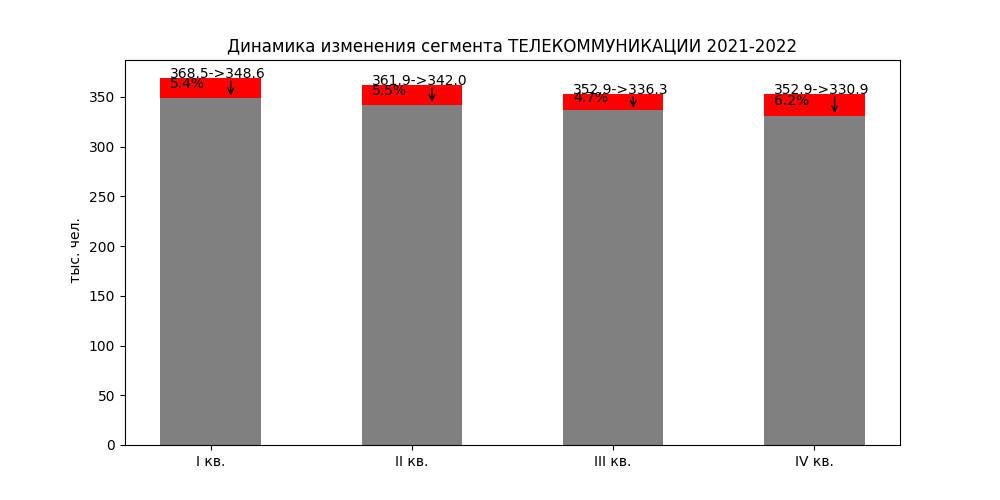 Динамика изменения сегмента ТЕЛЕКОММУНИКАЦИИ 2021-2022
368.5->348.6
5.4%
361.9->342.0
5.5%
352.9->336.3
4.7%
352.9->330.9
6.2%
тыс. чел.
350
300
250
200
150
100
50
0
I кв.
II кв.
III кв.
IV кв.